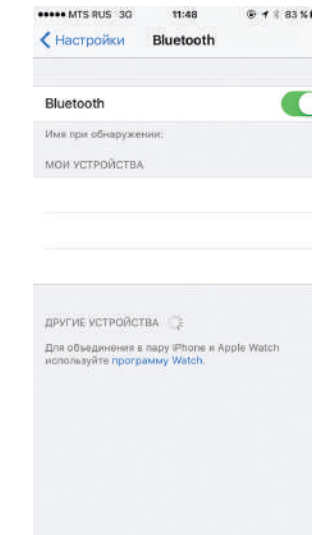 MTS RUS 3G 11:48 83 %
Настройки Bluetooth
Bluetooth
Имя при обнаружении:
МОИ УСТРОЙСТВА
ДРУГИЕ УСТРОЙСТВА
Для объединения в пару iPhone и Apple Watch
используйте программу Watch.